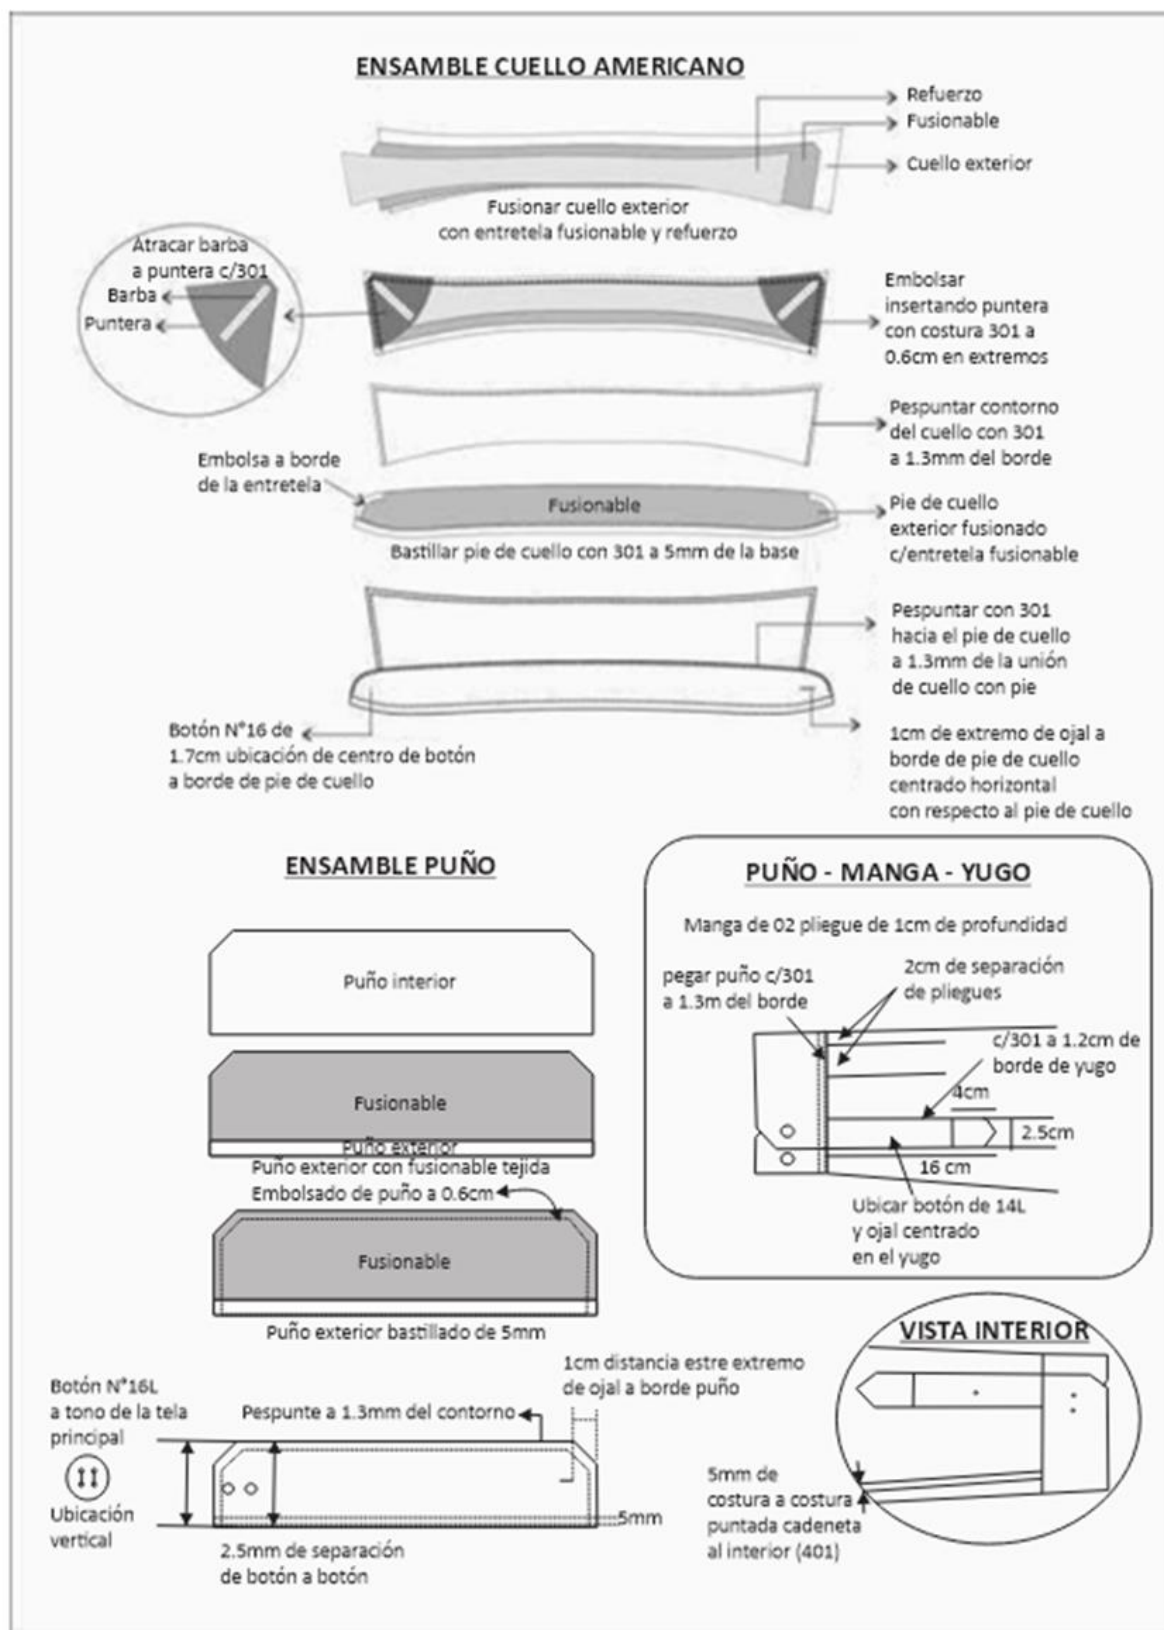 ENSAMBLE CUELLO AMERICANO
Refuerzo
Fusionable
Cuello exterior
Fusionar cuello exterior
con entretela fusionable y refuerzo
Atracar barba
a puntera c/301
Barba
Puntera
Embolsar
insertando puntera
con costura 301 a
0.6cm en extremos
Pespuntar contorno
del cuello con 301
a 1.3mm del borde
Embolsa a borde
de la entretela
Fusionable
Pie de cuello
exterior fusionado
c/entretela fusionable
Bastillar pie de cuello con 301 a 5mm de la base
Pespuntar con 301
hacia el pie de cuello
a 1.3mm de la unión
de cuello con pie
Botón N°16 de
1.7cm ubicación de centro de botón
a borde de pie de cuello
1cm de extremo de ojal a
borde de pie de cuello
centrado horizontal
con respecto al pie de cuello
ENSAMBLE PUÑO
Puño interior
Fusionable
Puño exterior
Puño exterior con fusionable tejida
Embolsado de puño a 0.6cm
Fusionable
Puño exterior bastillado de 5mm
1cm distancia estre extremo
de ojal a borde puño
Botón N°16L
a tono de la tela
principal
Pespunte a 1.3mm del contorno
Ubicación
vertical
5mm
2.5mm de separación
de botón a botón
PUÑO - MANGA - YUGO
Manga de 02 pliegue de 1cm de profundidad
pegar puño c/301
a 1.3m del borde
2cm de separación
de pliegues
c/301 a 1.2cm de
borde de yugo
4cm
2.5cm
16 cm
Ubicar botón de 14L
y ojal centrado
en el yugo
VISTA INTERIOR
5mm de
costura a costura
puntada cadeneta
al interior (401)